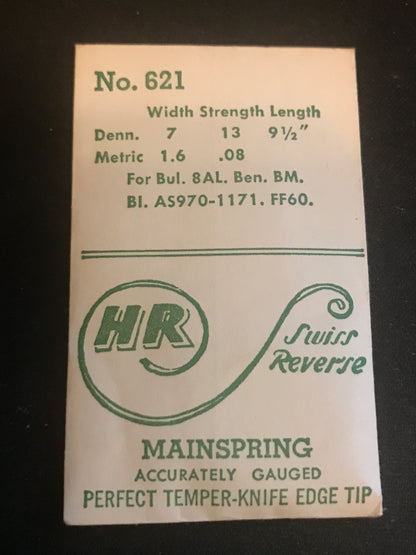 No. 621
Width Strength Length
Denn. 7 13 9½"
Metric 1.6 .08
For Bul. 8AL. Ben. BM.
Bl. AS970-1171. FF60.
HR
Swiss
Reverse
MAINSPRING
ACCURATELY GAUGED
PERFECT TEMPER-KNIFE EDGE TIP